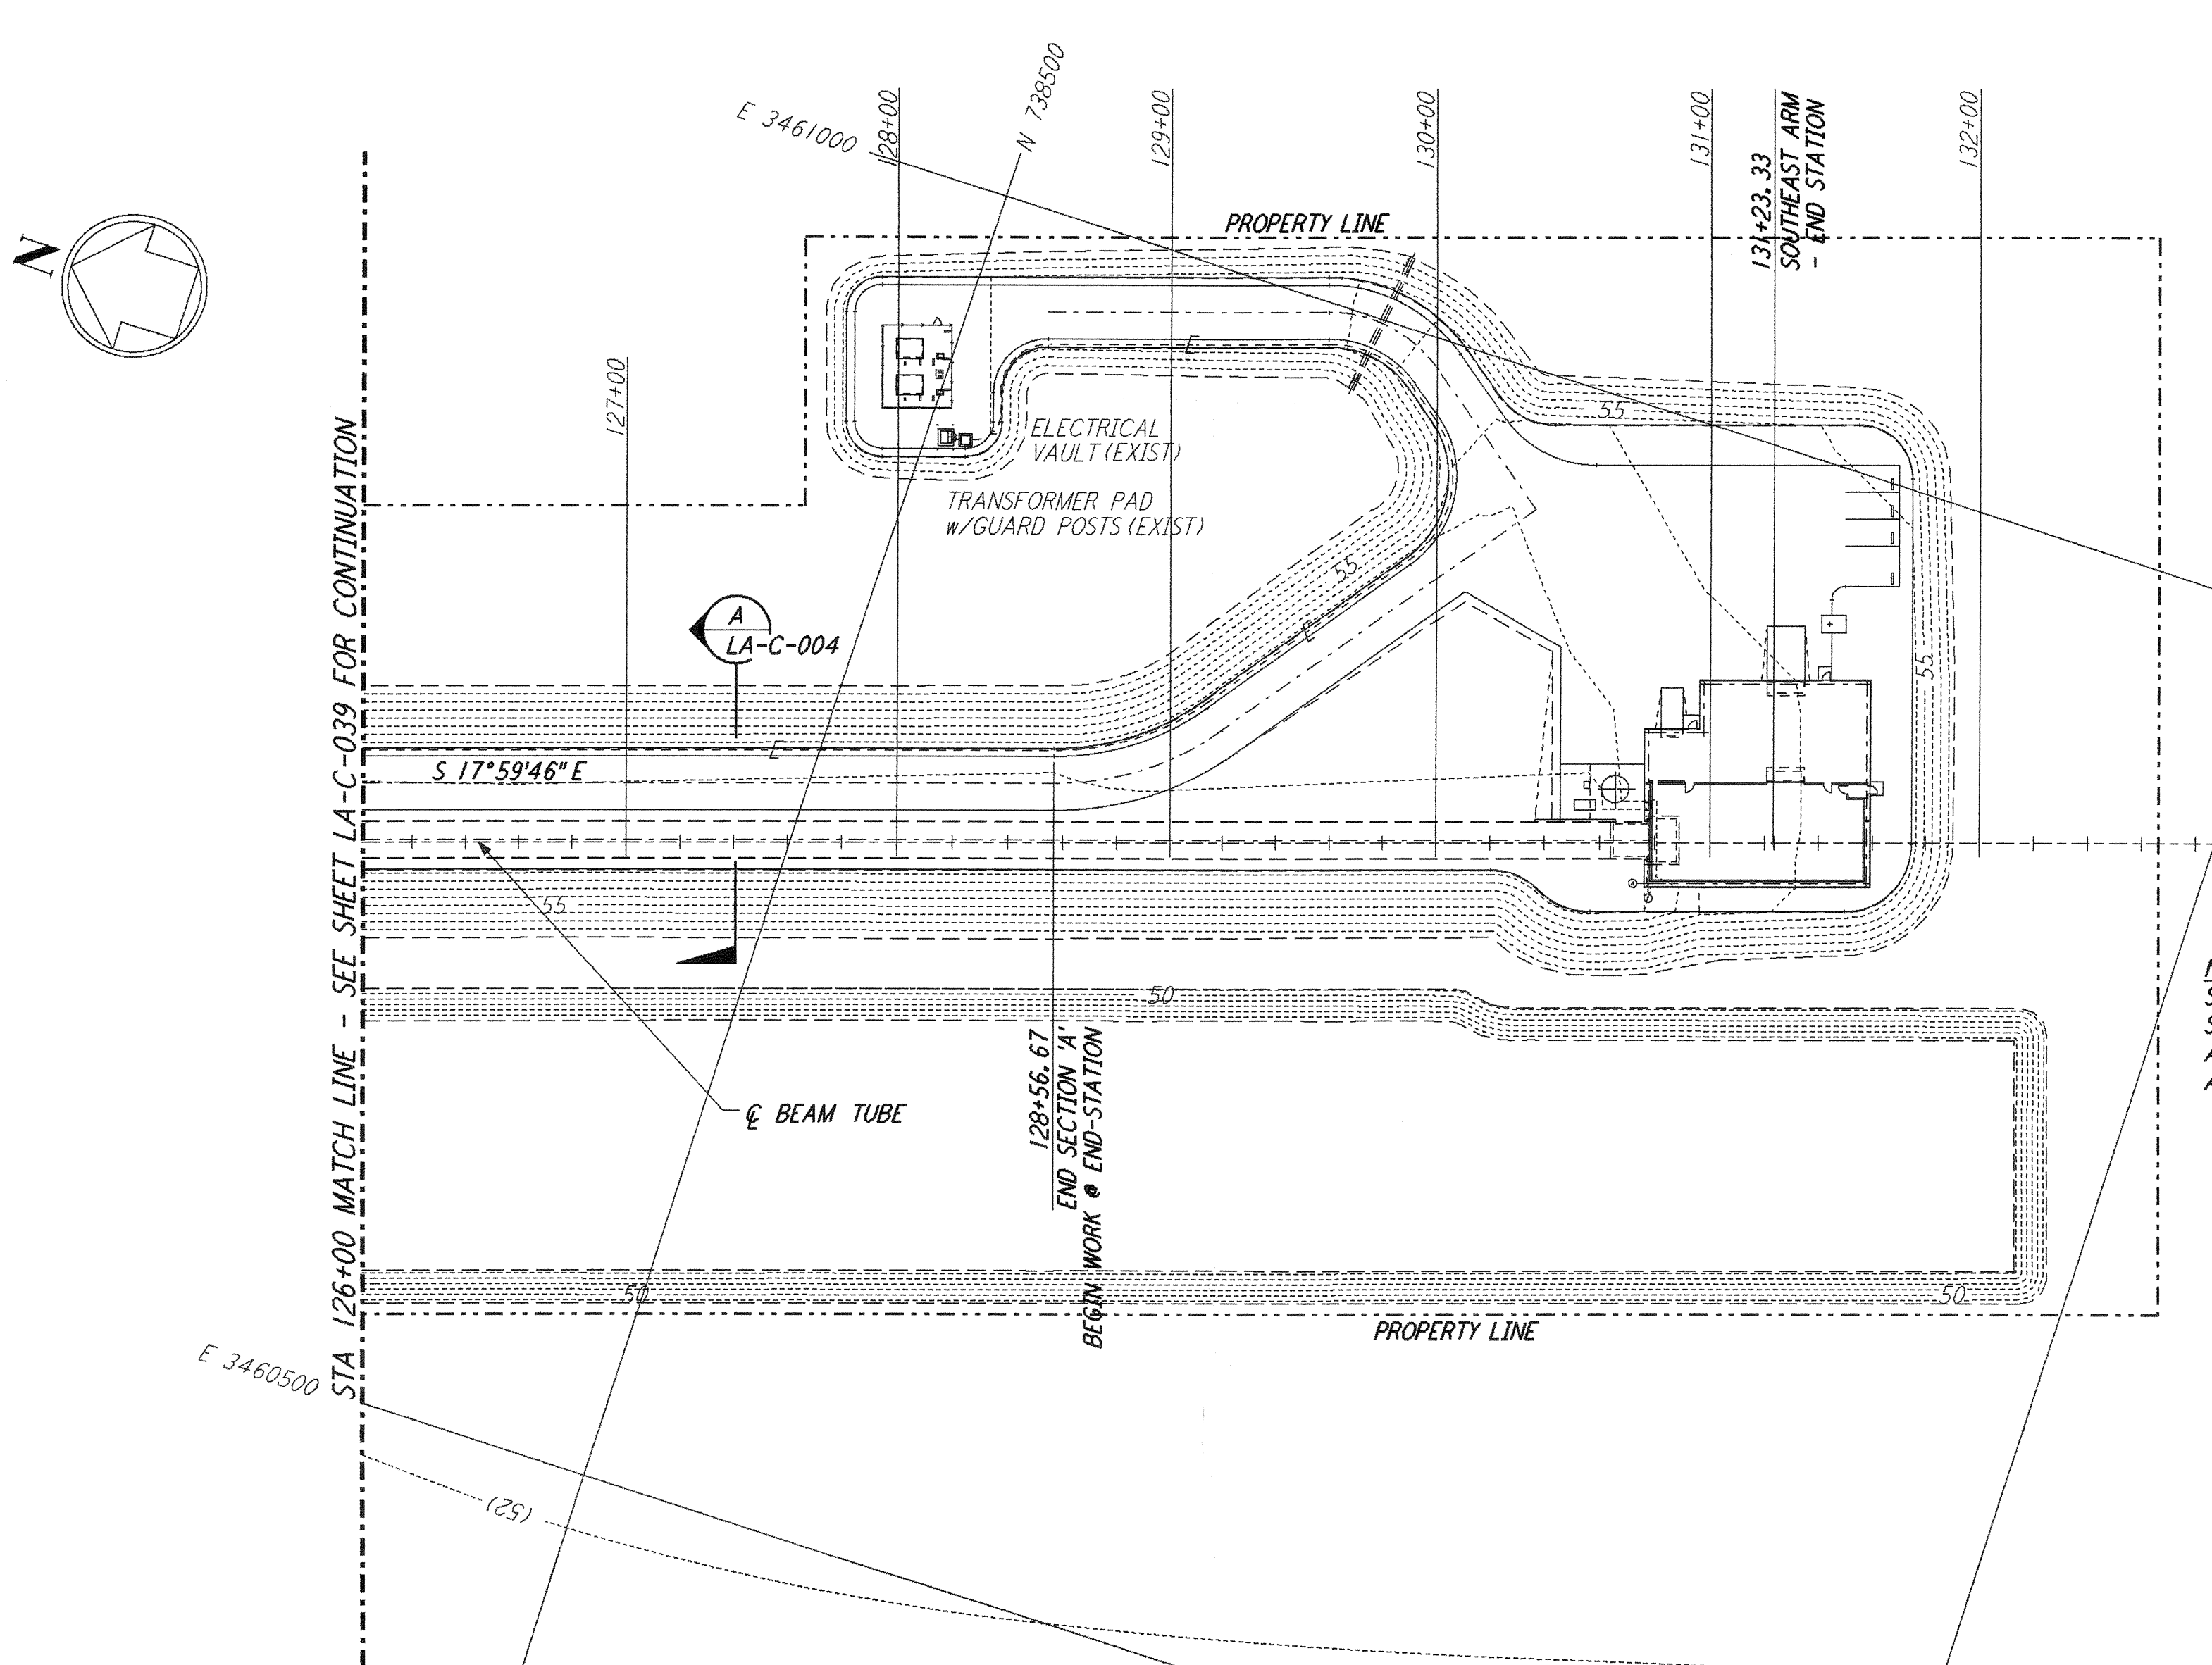 N
E 3461000
N 738500
128+00
129+00
130+00
131+00
131+23.33
SOUTHEAST ARM
- END STATION
132+00
PROPERTY LINE
127+00
ELECTRICAL
VAULT (EXIST)
TRANSFORMER PAD
w/GUARD POSTS (EXIST)
55
55
55
A
LA-C-004
S 17°59'46" E
55
50
STA 126+00 MATCH LINE - SEE SHEET LA-C-039 FOR CONTINUATION
℄ BEAM TUBE
128+56.67
END SECTION 'A'
BEGIN WORK @ END-STATION
50
50
PROPERTY LINE
E 3460500
(52)